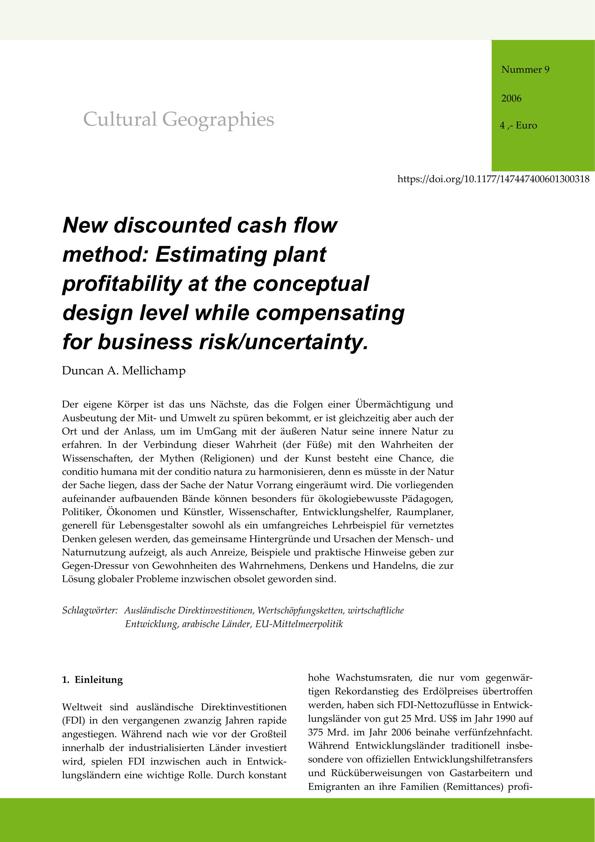 Nummer 9
2006
4 ,- Euro
Cultural Geographies
https://doi.org/10.1177/147447400601300318
New discounted cash flow
method: Estimating plant
profitability at the conceptual
design level while compensating
for business risk/uncertainty.
Duncan A. Mellichamp
Der eigene Körper ist das uns Nächste, das die Folgen einer Übermächtigung und
Ausbeutung der Mit- und Umwelt zu spüren bekommt, er ist gleichzeitig aber auch der
Ort und der Anlass, um im UmGang mit der äußeren Natur seine innere Natur zu
erfahren. In der Verbindung dieser Wahrheit (der Füße) mit den Wahrheiten der
Wissenschaften, der Mythen (Religionen) und der Kunst besteht eine Chance, die
conditio humana mit der conditio natura zu harmonisieren, denn es müsste in der Natur
der Sache liegen, dass der Sache der Natur Vorrang eingeräumt wird. Die vorliegenden
aufeinander aufbauenden Bände können besonders für ökologiebewusste Pädagogen,
Politiker, Ökonomen und Künstler, Wissenschafter, Entwicklungshelfer, Raumplaner,
generell für Lebensgestalter sowohl als ein umfangreiches Lehrbeispiel für vernetztes
Denken gelesen werden, das gemeinsame Hintergründe und Ursachen der Mensch- und
Naturnutzung aufzeigt, als auch Anreize, Beispiele und praktische Hinweise geben zur
Gegen-Dressur von Gewohnheiten des Wahrnehmens, Denkens und Handelns, die zur
Lösung globaler Probleme inzwischen obsolet geworden sind.
Schlagwörter: Ausländische Direktinvestitionen, Wertschöpfungsketten, wirtschaftliche
Entwicklung, arabische Länder, EU-Mittelmeerpolitik
1. Einleitung
Weltweit sind ausländische Direktinvestitionen
(FDI) in den vergangenen zwanzig Jahren rapide
angestiegen. Während nach wie vor der Großteil
innerhalb der industrialisierten Länder investiert
wird, spielen FDI inzwischen auch in Entwick-
lungsländern eine wichtige Rolle. Durch konstant
hohe Wachstumsraten, die nur vom gegenwär-
tigen Rekordanstieg des Erdölpreises übertroffen
werden, haben sich FDI-Nettozuflüsse in Entwick-
lungsländer von gut 25 Mrd. US$ im Jahr 1990 auf
375 Mrd. im Jahr 2006 beinahe verfünfzehnfacht.
Während Entwicklungsländer traditionell insbe-
sondere von offiziellen Entwicklungshilfetransfers
und Rücküberweisungen von Gastarbeitern und
Emigranten an ihre Familien (Remittances) profi-